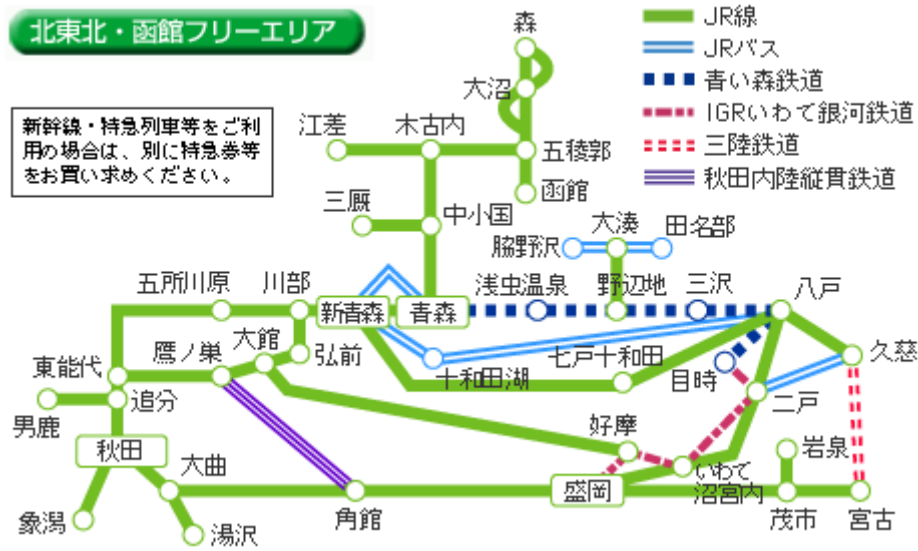 北東北・函館フリーエリア
新幹線・特急列車等をご利
用の場合は、別に特急券等
をお買い求めください。
JR線
JRバス
青い森鉄道
IGRいわて銀河鉄道
三陸鉄道
秋田内陸縦貫鉄道
森
大沼
江差
木古内
五稜郭
函館
三厩
中小国
脇野沢
大湊
田名部
五所川原
川部
新青森
青森
浅虫温泉
野辺地
三沢
八戸
東能代
鷹ノ巣
大館
弘前
十和田湖
七戸十和田
目時
久慈
二戸
男鹿
追分
秋田
大曲
好摩
いわて
沼宮内
岩泉
盛岡
象潟
湯沢
角館
茂市
宮古